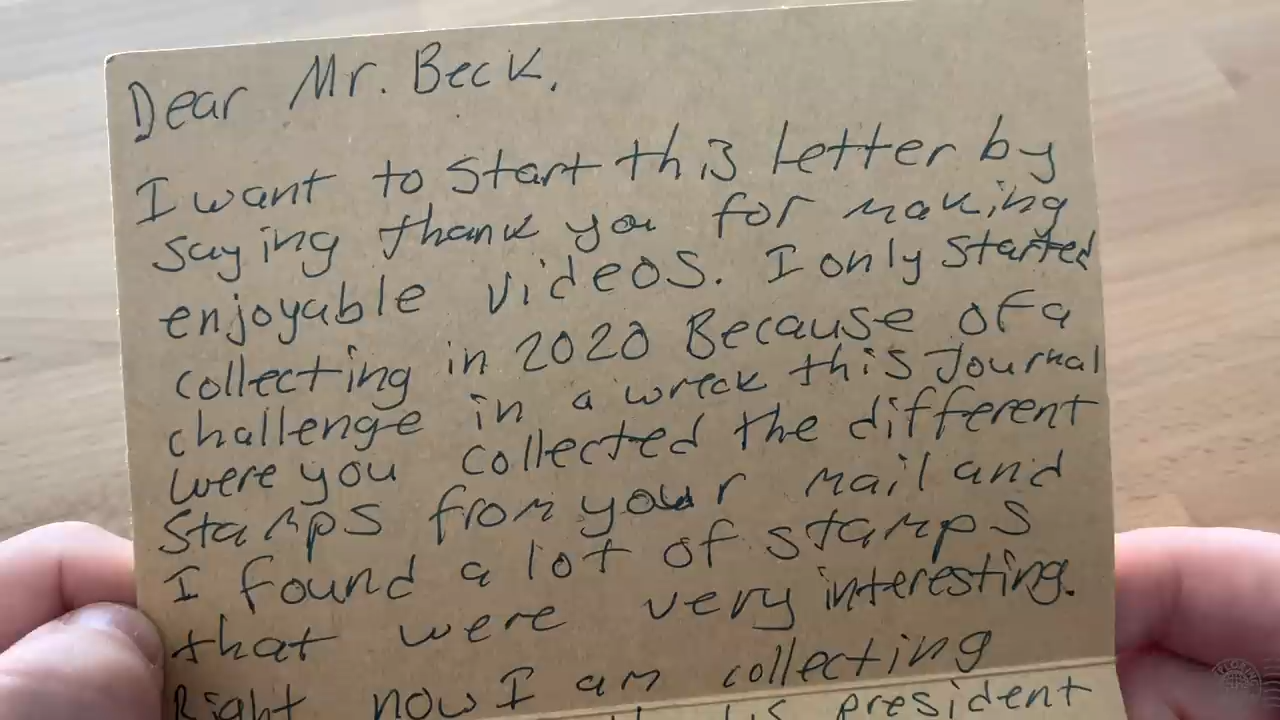 Dear Mr. Beck,
I want to start this letter by
saying thank you for making
enjoyable videos. I only started
collecting in 2020 Because of a
challenge in a wreck this Journal
were you collected the different
stamps from your mail and
I found a lot of stamps
that were very interesting.
Right now I am collecting
president